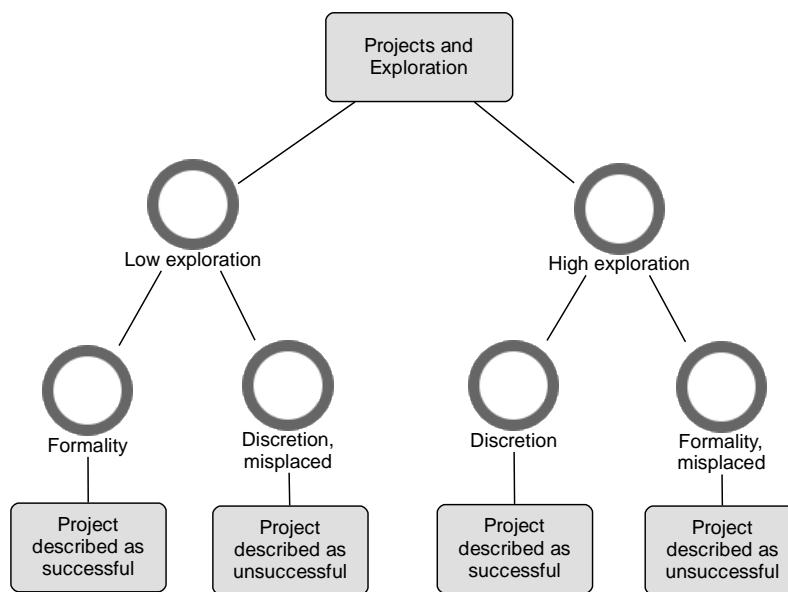 Projects and
Exploration
Low exploration
High exploration
Formality
Discretion,
misplaced
Discretion
Formality,
misplaced
Project
described as
successful
Project
described as
unsuccessful
Project
described as
successful
Project
described as
unsuccessful